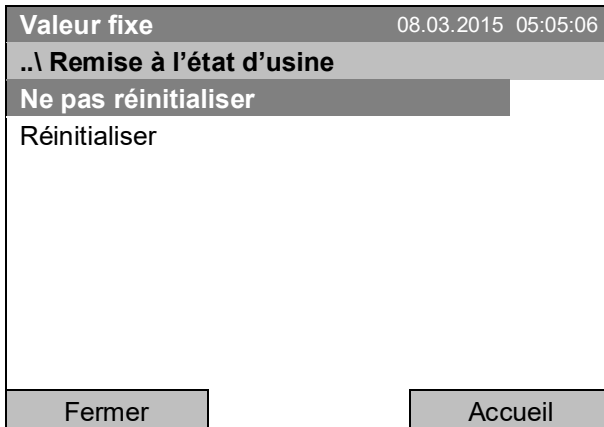 Valeur fixe 08.03.2015 05:05:06
..\ Remise à l’état d’usine
Ne pas réinitialiser
Réinitialiser
Fermer Accueil